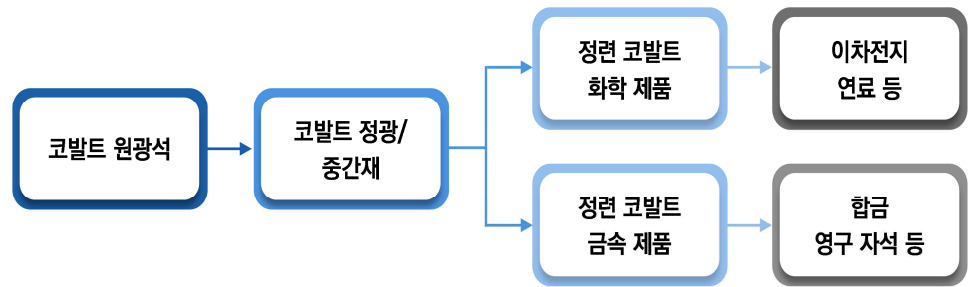 코발트 원광석
코발트 정광/
중간재
정련 코발트
화학 제품
이차전지
연료 등
정련 코발트
금속 제품
합금
영구 자석 등